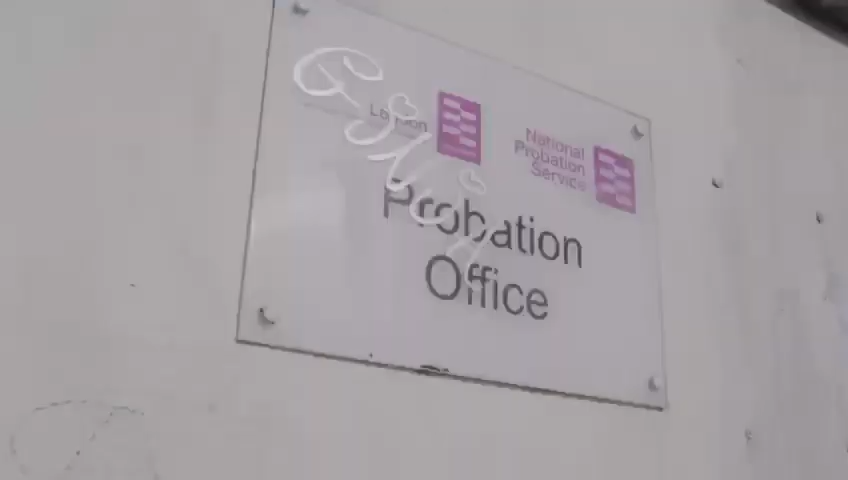 London
National
Probation
Service
Probation
Office